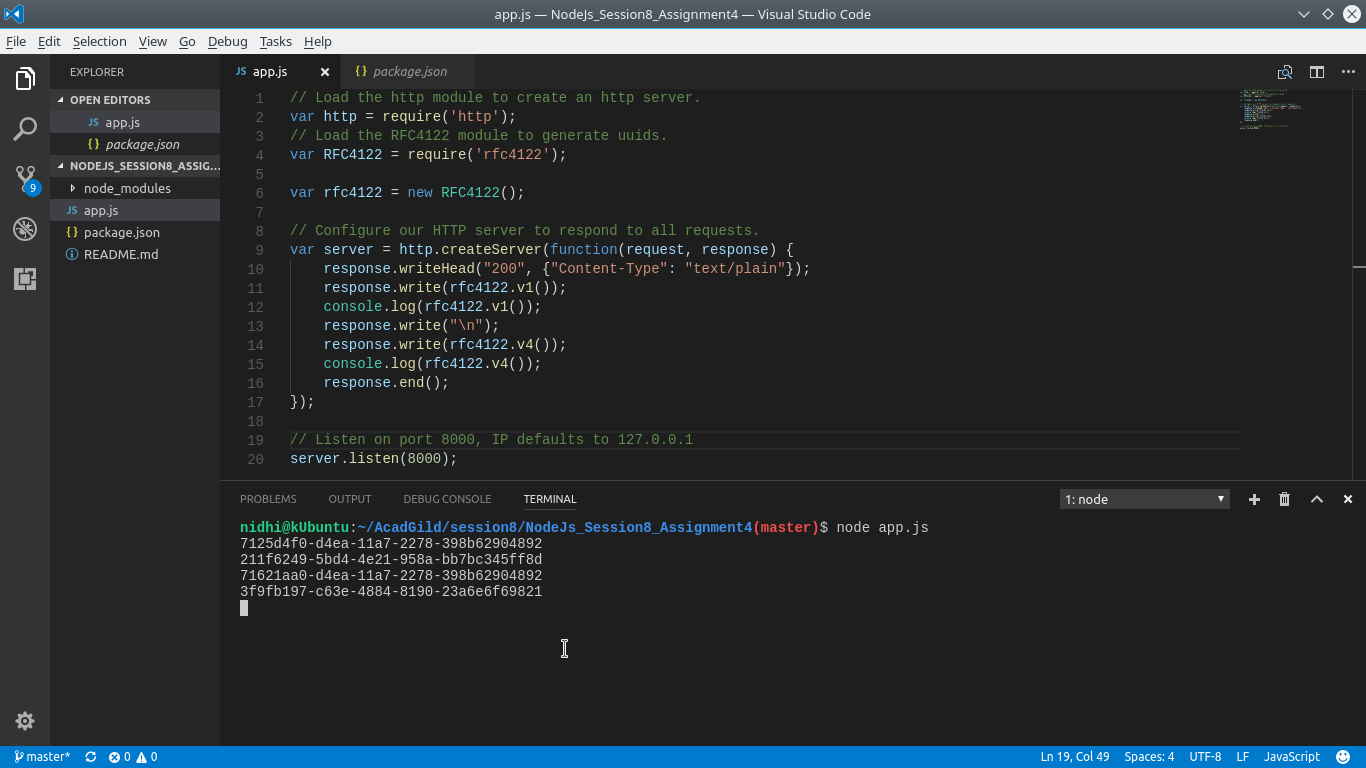 app.js — NodeJs_Session8_Assignment4 — Visual Studio Code
File Edit Selection View Go Debug Tasks Help
EXPLORER
OPEN EDITORS
JS app.js
{} package.json
NODEJS_SESSION8_ASSIG...
node_modules
JS app.js
{} package.json
README.md
9
JS app.js {} package.json
1 // Load the http module to create an http server.
2 var http = require('http');
3 // Load the RFC4122 module to generate uuids.
4 var RFC4122 = require('rfc4122');
5
6 var rfc4122 = new RFC4122();
7
8 // Configure our HTTP server to respond to all requests.
9 var server = http.createServer(function(request, response) {
10     response.writeHead("200", {"Content-Type": "text/plain"});
11     response.write(rfc4122.v1());
12     console.log(rfc4122.v1());
13     response.write("\n");
14     response.write(rfc4122.v4());
15     console.log(rfc4122.v4());
16     response.end();
17 });
18
19 // Listen on port 8000, IP defaults to 127.0.0.1
20 server.listen(8000);
PROBLEMS OUTPUT DEBUG CONSOLE TERMINAL 1: node
nidhi@kUbuntu:~/AcadGild/session8/NodeJs_Session8_Assignment4(master)$ node app.js
7125d4f0-d4ea-11a7-2278-398b62904892
211f6249-5bd4-4e21-958a-bb7bc345ff8d
71621aa0-d4ea-11a7-2278-398b62904892
3f9fb197-c63e-4884-8190-23a6e6f69821
master* 0 0 Ln 19, Col 49 Spaces: 4 UTF-8 LF JavaScript